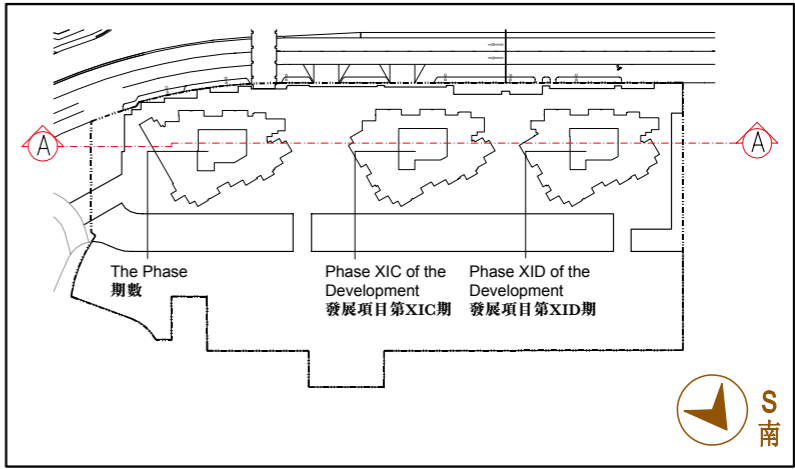 A
A
The Phase
期數
Phase XIC of the
Development
發展項目第XIC期
Phase XID of the
Development
發展項目第XID期
S
南